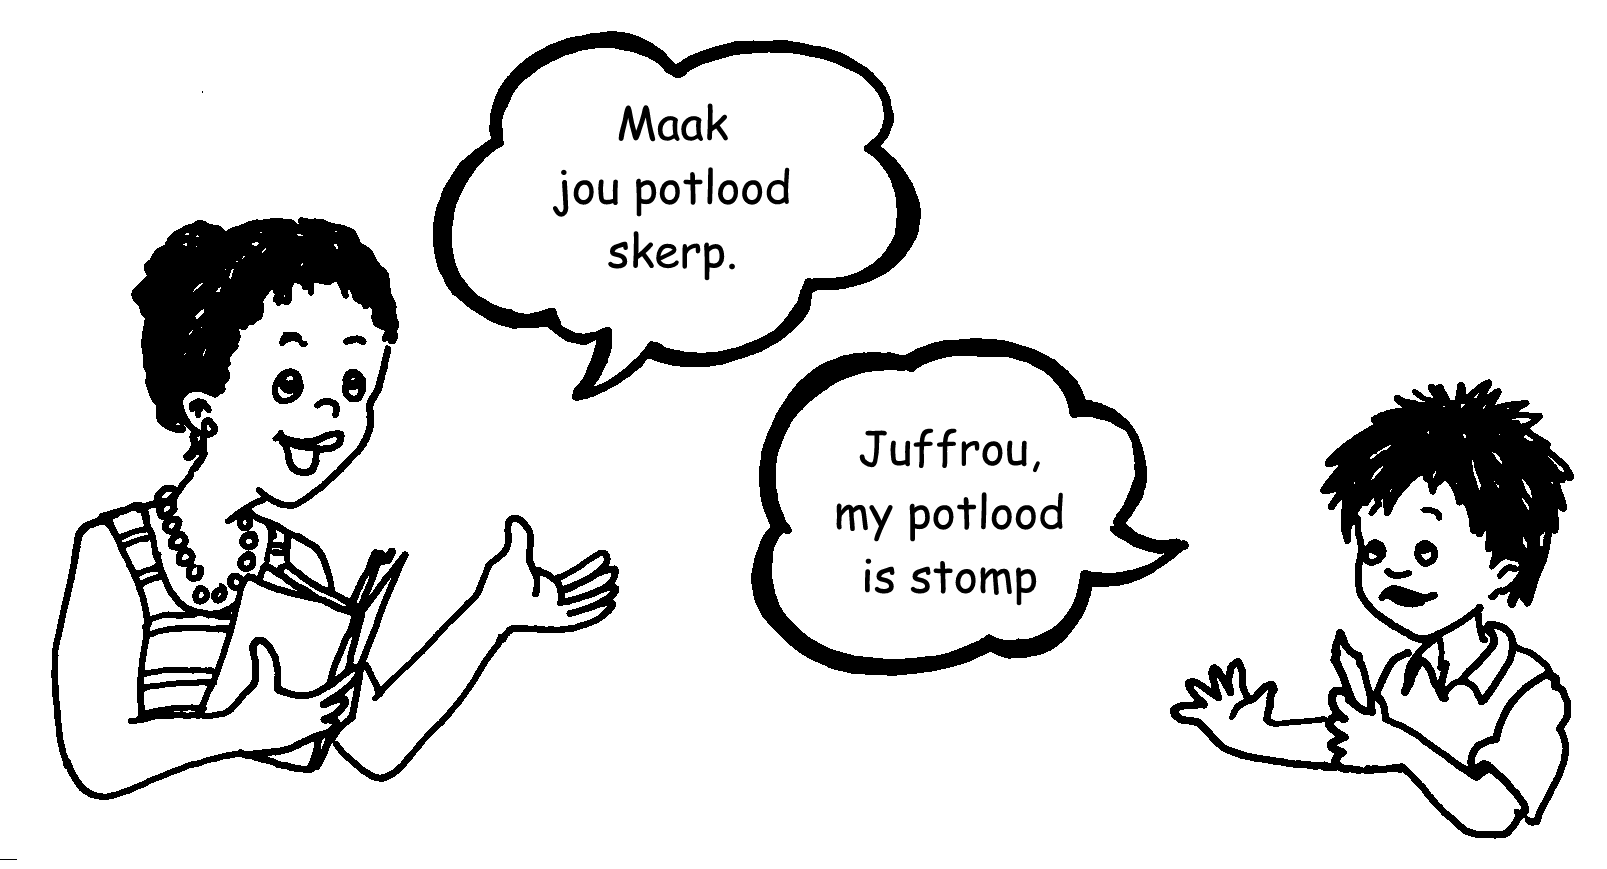 Maak
jou potlood
skerp.
Juffrou,
my potlood
is stomp